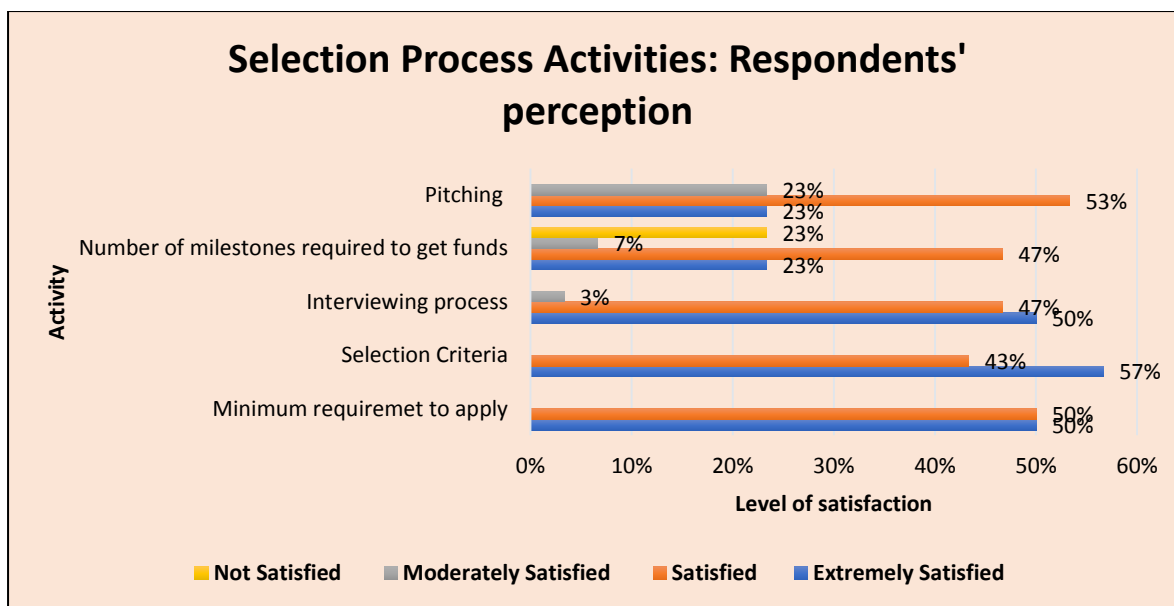 Selection Process Activities: Respondents'
perception
Activity
Pitching
23%
53%
23%
Number of milestones required to get funds
23%
7%
47%
23%
Interviewing process
3%
47%
50%
Selection Criteria
43%
57%
Minimum requiremet to apply
50%
50%
0% 10% 20% 30% 40% 50% 60%
Level of satisfaction
Not Satisfied Moderately Satisfied Satisfied Extremely Satisfied